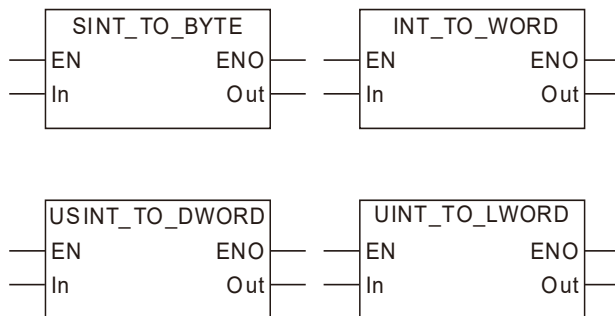 SINT_TO_BYTE
EN ENO
In Out
INT_TO_WORD
EN ENO
In Out
USINT_TO_DWORD
EN ENO
In Out
UINT_TO_LWORD
EN ENO
In Out